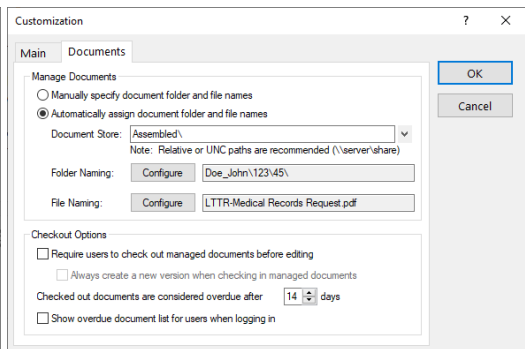 Customization
? X
Main Documents
OK
Cancel
Manage Documents
Manually specify document folder and file names
Automatically assign document folder and file names
Document Store: Assembled\
Note: Relative or UNC paths are recommended (\\server\share)
Folder Naming: Configure Doe_John\123\45\
File Naming: Configure LTTR-Medical Records Request.pdf
Checkout Options
Require users to check out managed documents before editing
Always create a new version when checking in managed documents
Checked out documents are considered overdue after 14 days
Show overdue document list for users when logging in